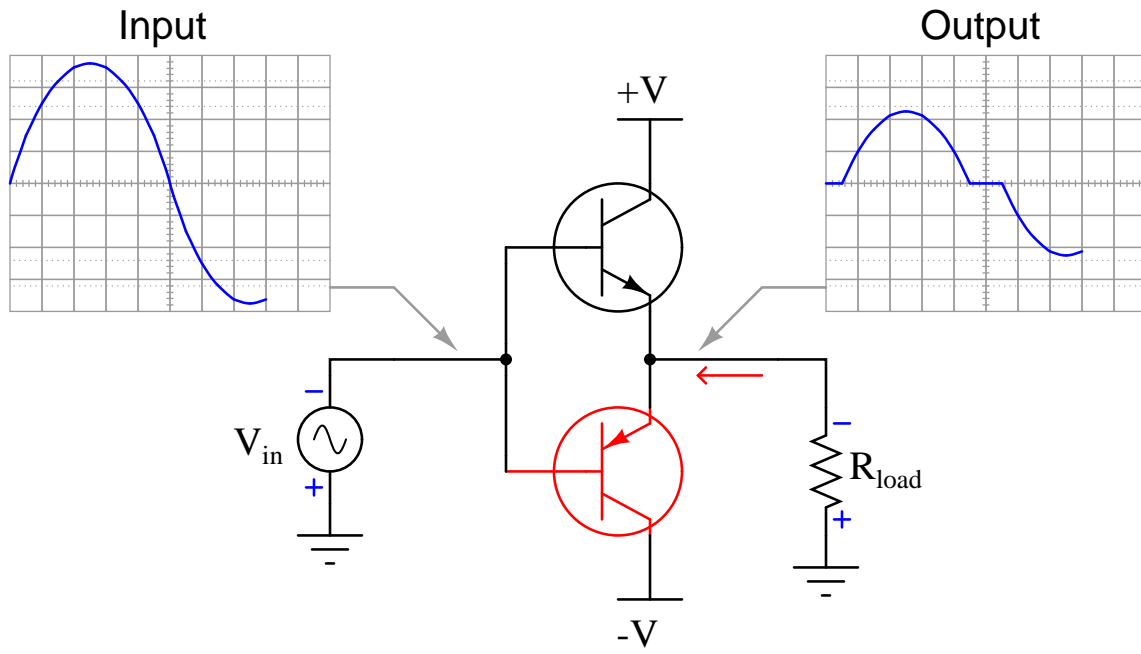 Input
Output
+V
−
V_in
+
−
R_load
+
-V